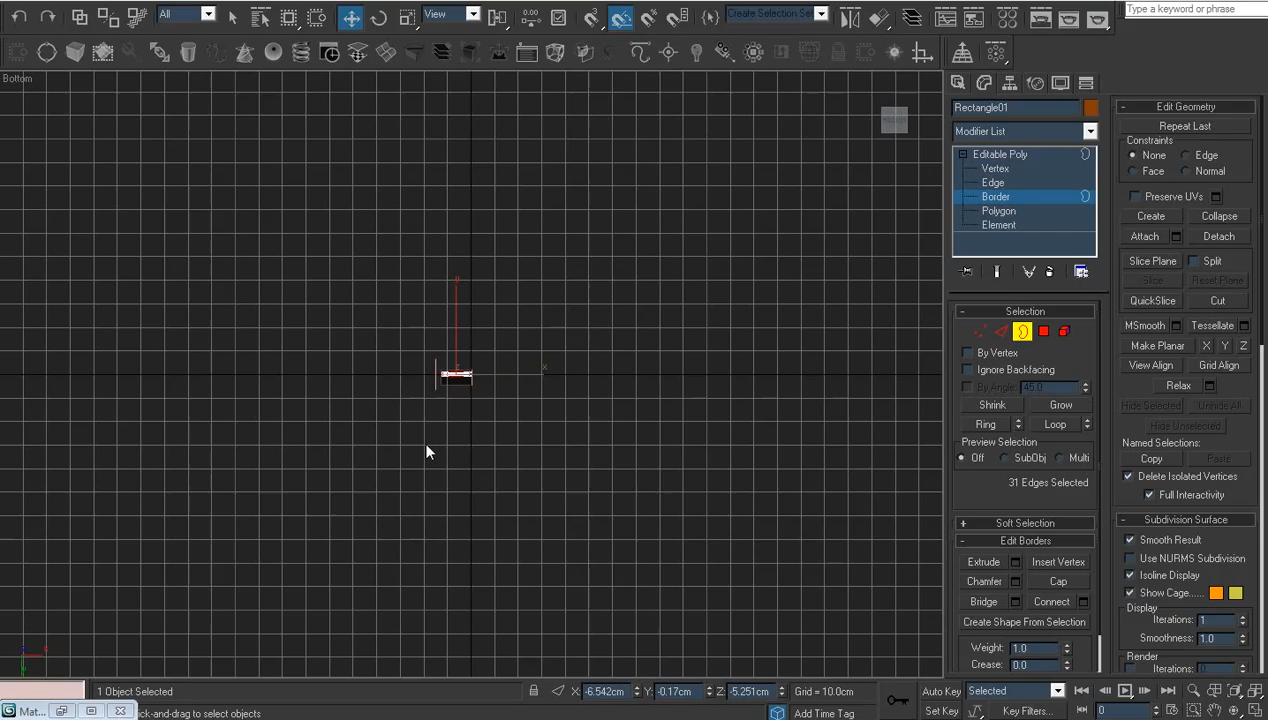 Type a keyword or phrase
All
View
Create Selection Set
Bottom
Rectangle01
Modifier List
Editable Poly
Vertex
Edge
Border
Polygon
Element
Selection
By Vertex
Ignore Backfacing
By Angle: 45.0
Shrink Grow
Ring Loop
Preview Selection
Off SubObj Multi
31 Edges Selected
Soft Selection
Edit Borders
Extrude Insert Vertex
Chamfer Cap
Bridge Connect
Create Shape From Selection
Weight: 1.0
Crease: 0.0
Edit Geometry
Repeat Last
Constraints
None Edge
Face Normal
Preserve UVs
Create Collapse
Attach Detach
Slice Plane Split
Slice Reset Plane
QuickSlice Cut
MSmooth Tessellate
Make Planar X Y Z
View Align Grid Align
Relax
Hide Selected Unhide All
Hide Unselected
Named Selections:
Copy Paste
Delete Isolated Vertices
Full Interactivity
Subdivision Surface
Smooth Result
Use NURMS Subdivision
Isoline Display
Show Cage......
Display
Iterations: 1
Smoothness: 1.0
Render
Iterations: 0
1 Object Selected
X: -6.542cm Y: -0.17cm Z: -5.251cm Grid = 10.0cm
Auto Key Selected
Mat...
ick-and-drag to select objects
Add Time Tag
Set Key Key Filters...
0